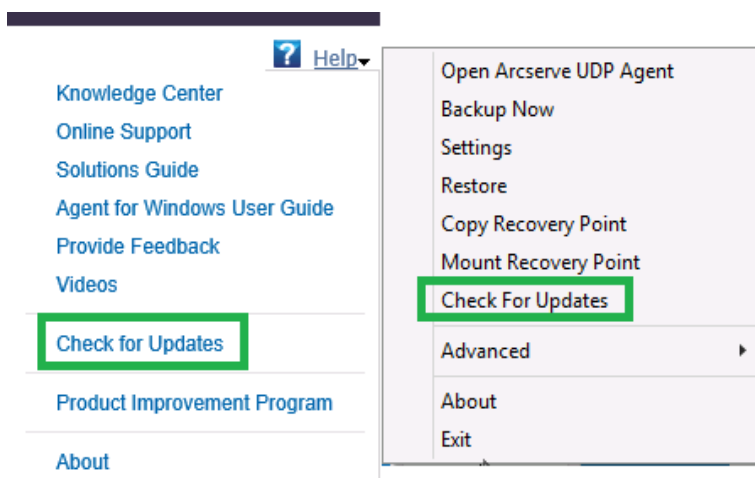 ? Help
Knowledge Center
Online Support
Solutions Guide
Agent for Windows User Guide
Provide Feedback
Videos
Check for Updates
Product Improvement Program
About
Open Arcserve UDP Agent
Backup Now
Settings
Restore
Copy Recovery Point
Mount Recovery Point
Check For Updates
Advanced
About
Exit